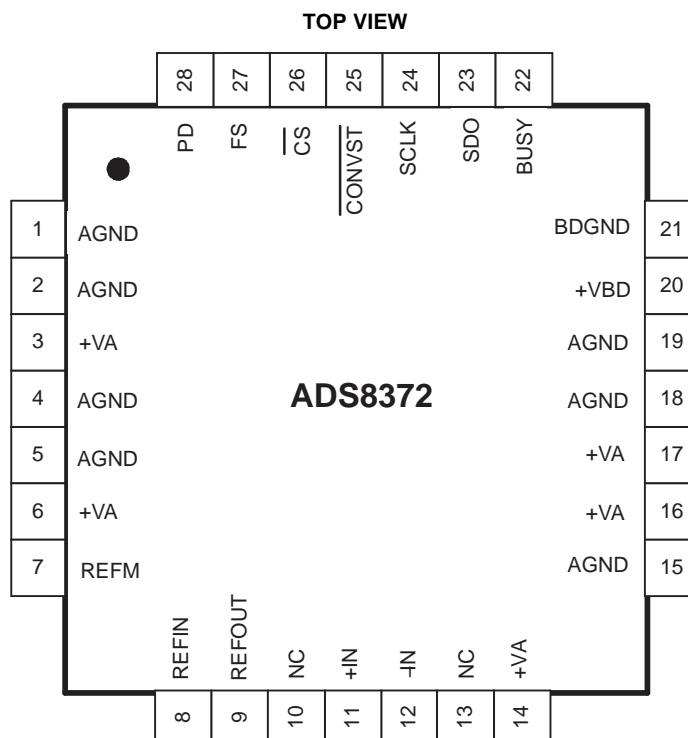 TOP VIEW
28 27 26 25 24 23 22
PD FS CS CONVST SCLK SDO BUSY
1 AGND BDGND 21
2 AGND +VBD 20
3 +VA AGND 19
ADS8372
4 AGND AGND 18
5 AGND +VA 17
6 +VA +VA 16
7 REFM AGND 15
REFIN REFOUT NC +IN -IN NC +VA
8 9 10 11 12 13 14